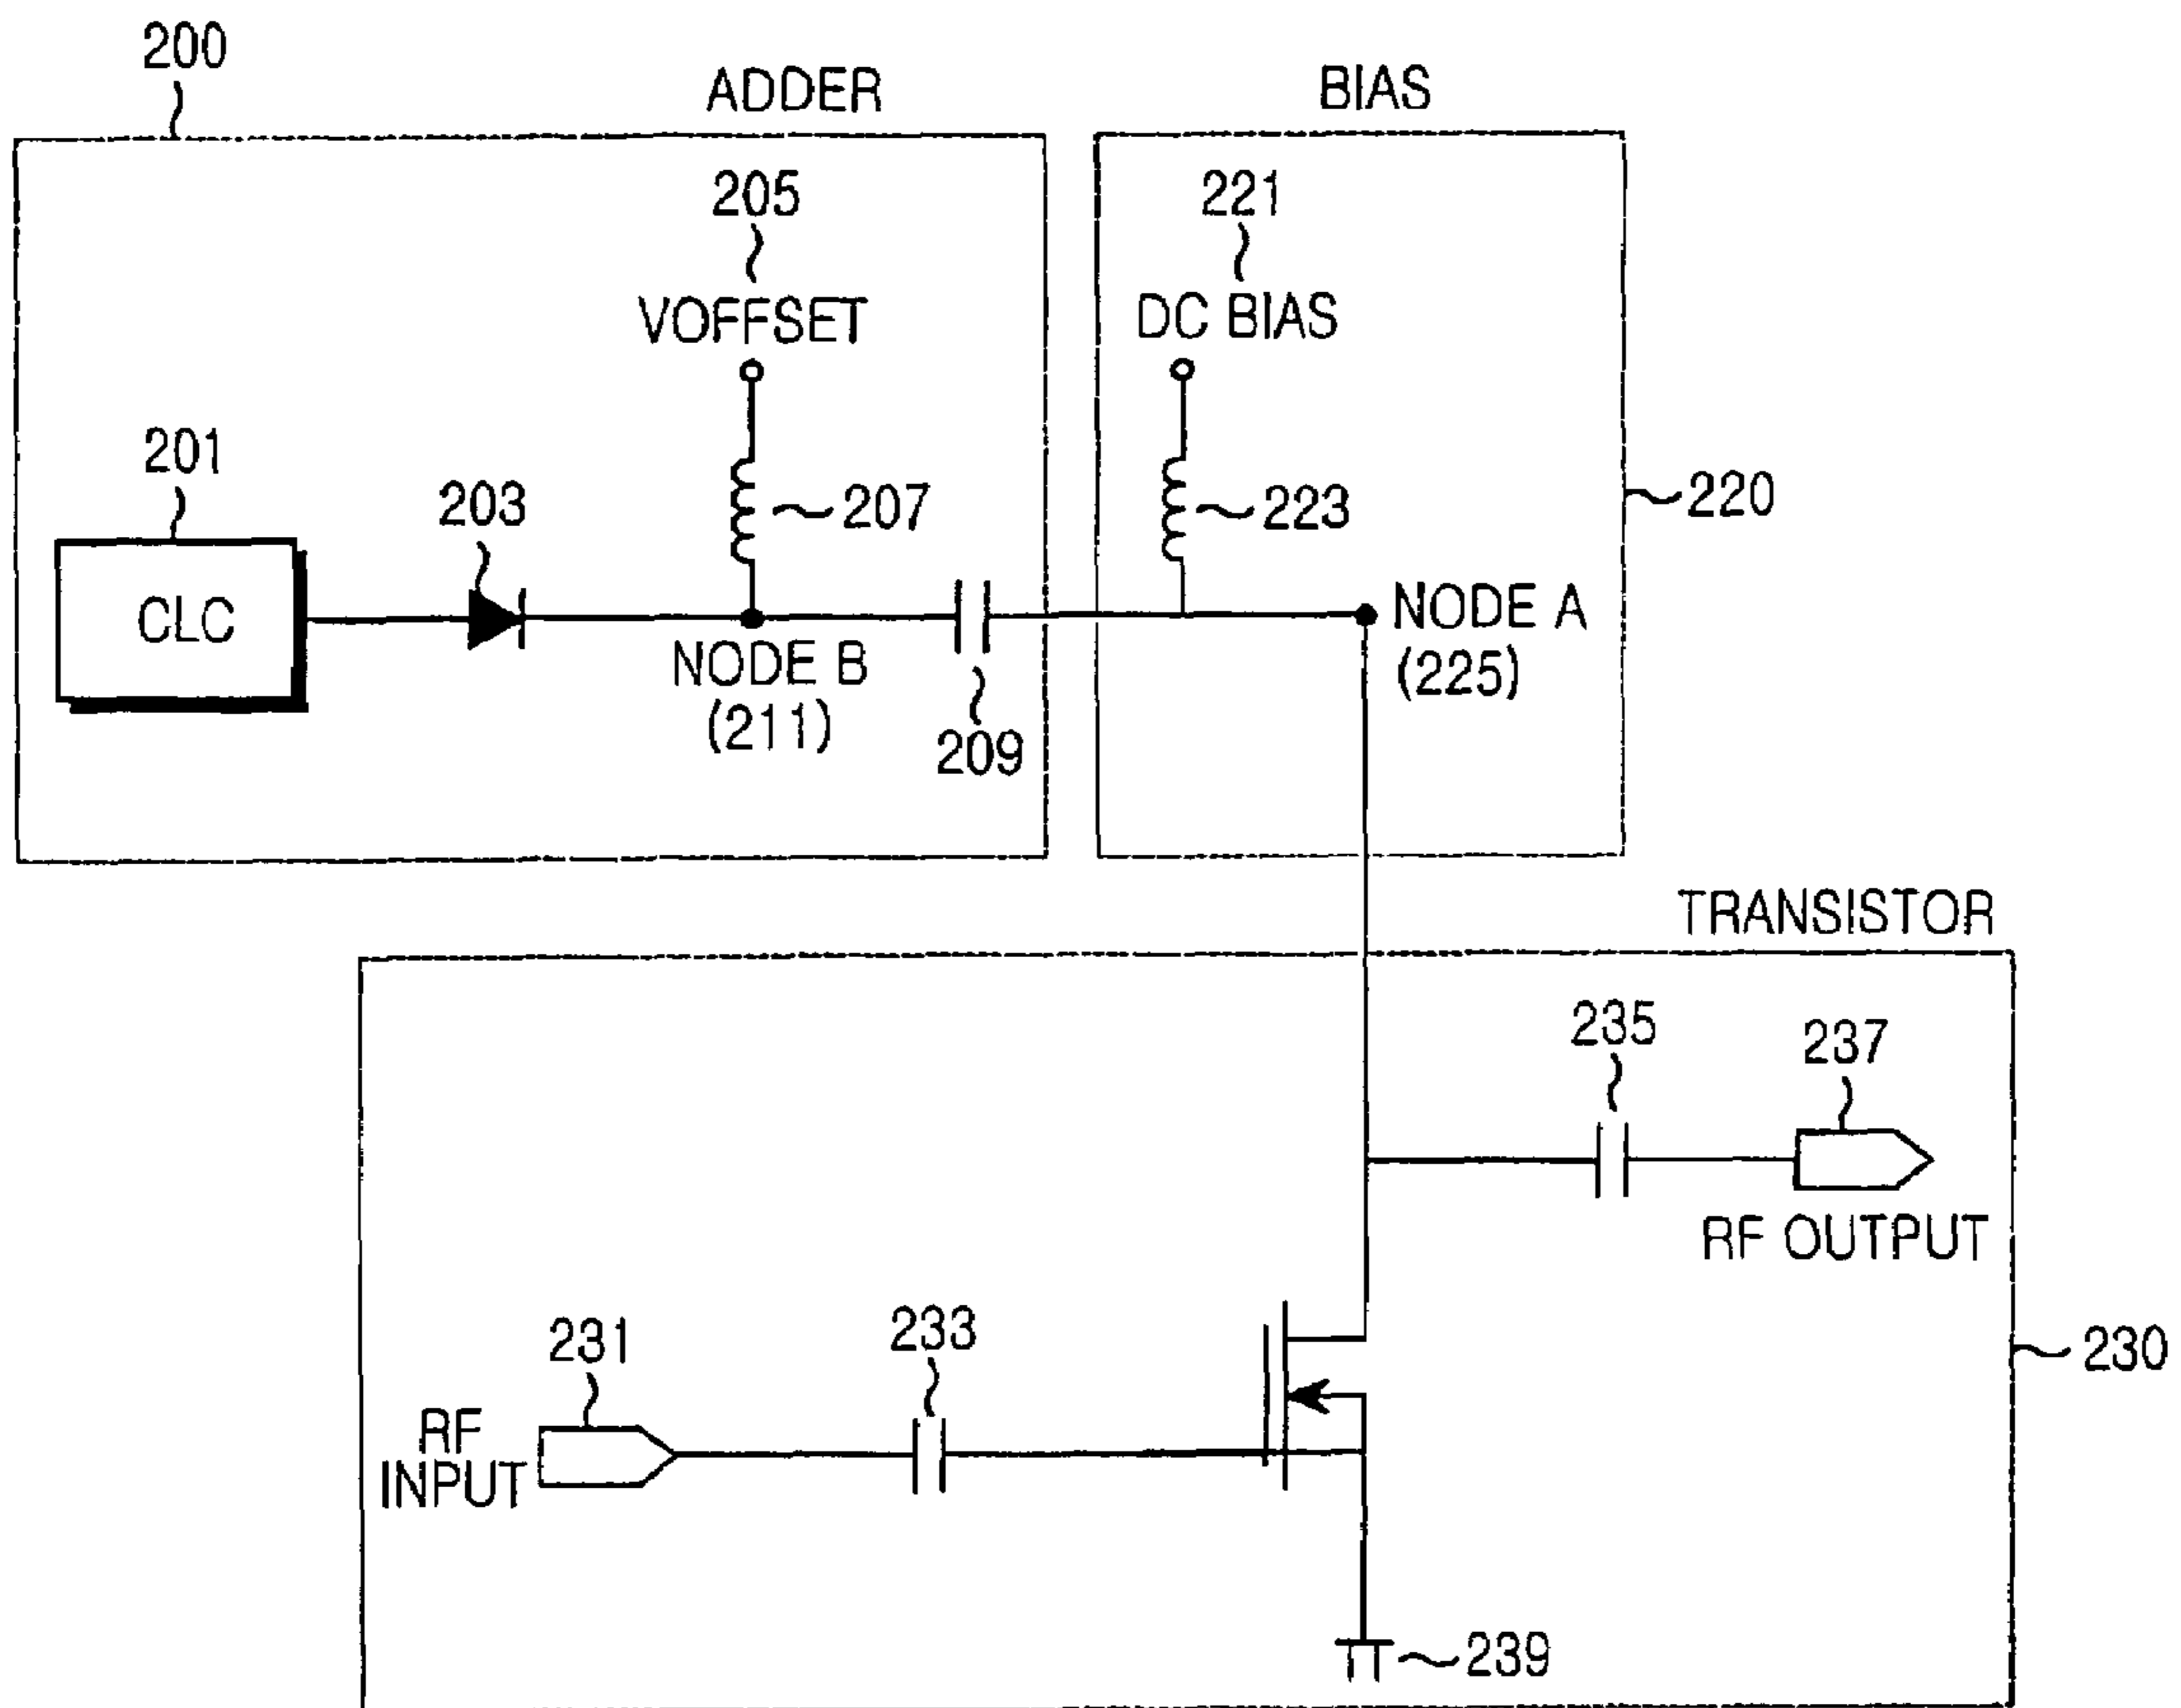 200
ADDER
BIAS
205
221
VOFFSET
DC BIAS
201
203
207
223
220
CLC
NODE B
(211)
209
NODE A
(225)
TRANSISTOR
235
237
RF OUTPUT
231
233
230
RF
INPUT
239